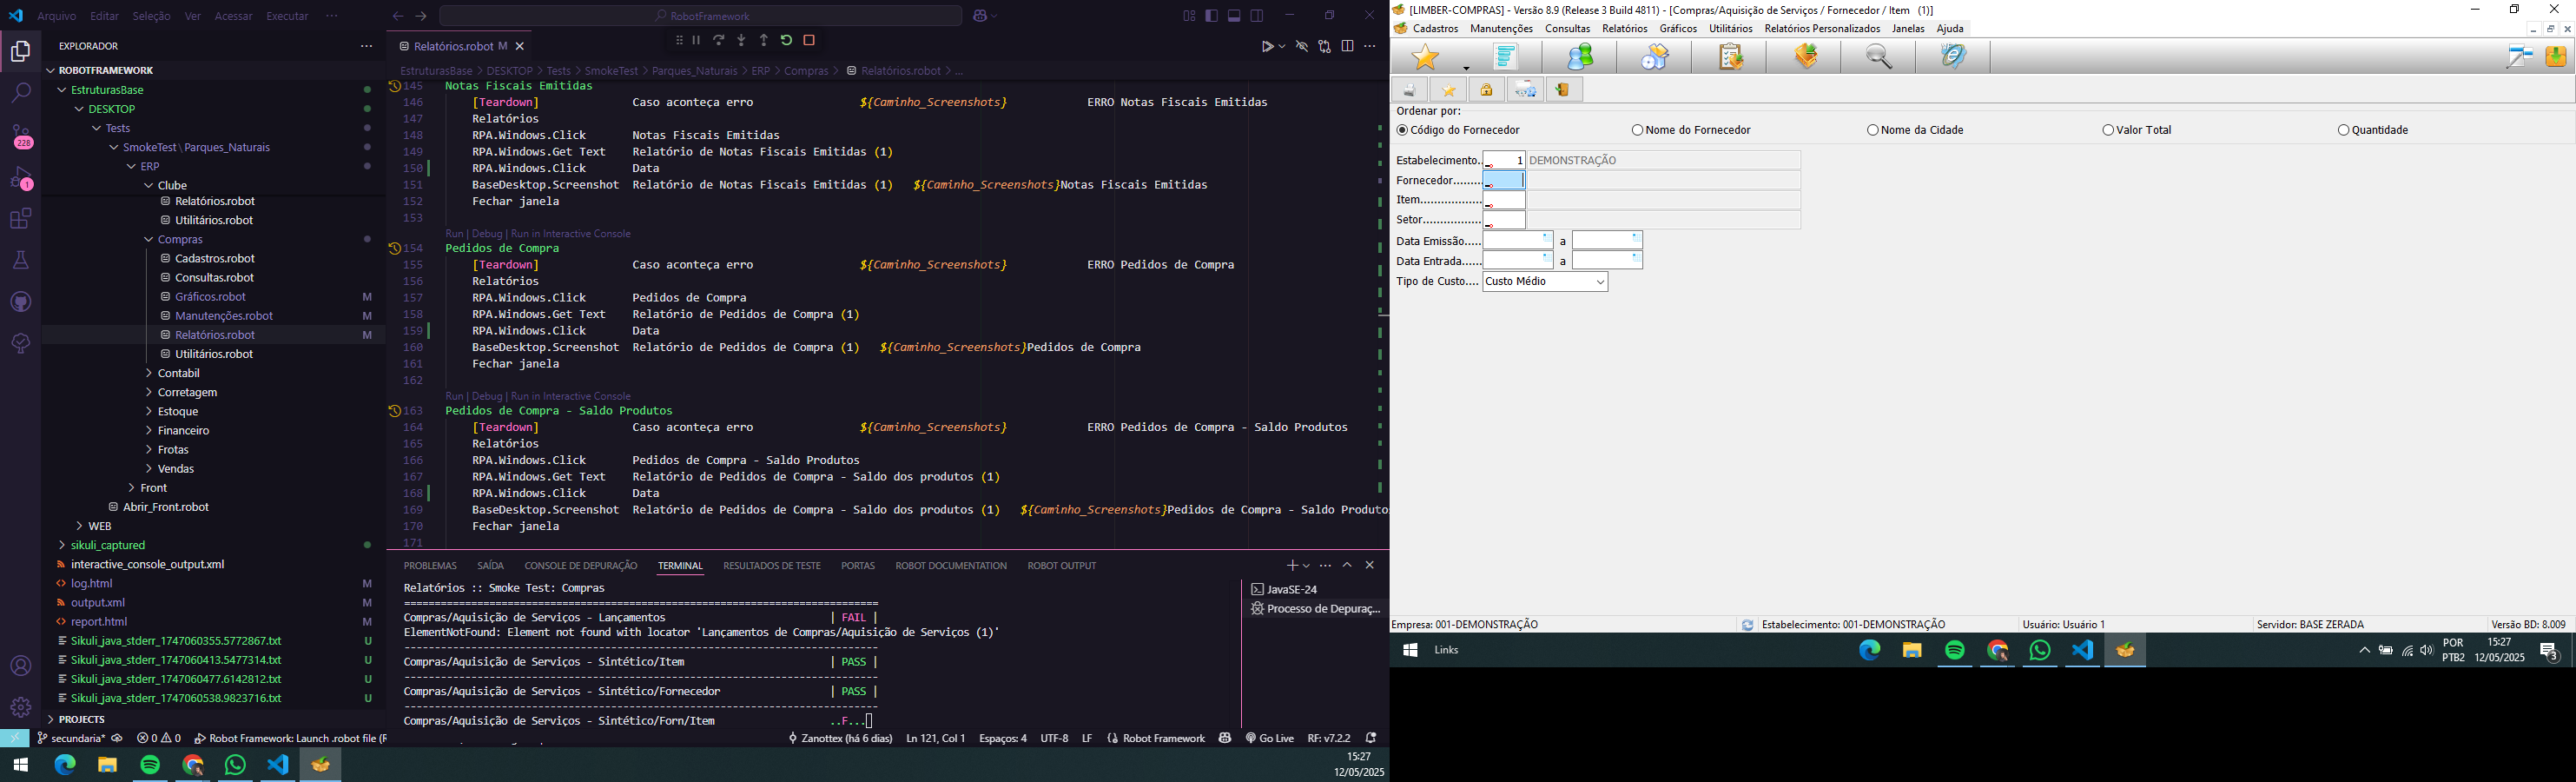 Arquivo Editar Seleção Ver Acessar Executar ···
RobotFramework
EXPLORADOR
ROBOTFRAMEWORK
EstruturasBase
DESKTOP
Tests
SmokeTest\Parques_Naturais
ERP
Clube
Relatórios.robot
Utilitários.robot
Compras
Cadastros.robot
Consultas.robot
Gráficos.robot M
Manutenções.robot M
Relatórios.robot M
Utilitários.robot
Contabil
Corretagem
Estoque
Financeiro
Frotas
Vendas
Front
Abrir_Front.robot
WEB
sikuli_captured
interactive_console_output.xml
log.html M
output.xml M
report.html M
Sikuli_java_stderr_1747060355.5772867.txt U
Sikuli_java_stderr_1747060413.5477314.txt U
Sikuli_java_stderr_1747060477.6142812.txt U
Sikuli_java_stderr_1747060538.9823716.txt U
PROJECTS
228
1
Relatórios.robot M
EstruturasBase > DESKTOP > Tests > SmokeTest > Parques_Naturais > ERP > Compras > Relatórios.robot > ...
145 Notas Fiscais Emitidas
146 [Teardown] Caso aconteça erro ${Caminho_Screenshots} ERRO Notas Fiscais Emitidas
147 Relatórios
148 RPA.Windows.Click Notas Fiscais Emitidas
149 RPA.Windows.Get Text Relatório de Notas Fiscais Emitidas (1)
150 RPA.Windows.Click Data
151 BaseDesktop.Screenshot Relatório de Notas Fiscais Emitidas (1) ${Caminho_Screenshots}Notas Fiscais Emitidas
152 Fechar janela
153
Run | Debug | Run in Interactive Console
154 Pedidos de Compra
155 [Teardown] Caso aconteça erro ${Caminho_Screenshots} ERRO Pedidos de Compra
156 Relatórios
157 RPA.Windows.Click Pedidos de Compra
158 RPA.Windows.Get Text Relatório de Pedidos de Compra (1)
159 RPA.Windows.Click Data
160 BaseDesktop.Screenshot Relatório de Pedidos de Compra (1) ${Caminho_Screenshots}Pedidos de Compra
161 Fechar janela
162
Run | Debug | Run in Interactive Console
163 Pedidos de Compra - Saldo Produtos
164 [Teardown] Caso aconteça erro ${Caminho_Screenshots} ERRO Pedidos de Compra - Saldo Produtos
165 Relatórios
166 RPA.Windows.Click Pedidos de Compra - Saldo Produtos
167 RPA.Windows.Get Text Relatório de Pedidos de Compra - Saldo dos produtos (1)
168 RPA.Windows.Click Data
169 BaseDesktop.Screenshot Relatório de Pedidos de Compra - Saldo dos produtos (1) ${Caminho_Screenshots}Pedidos de Compra - Saldo Produto
170 Fechar janela
171
PROBLEMAS SAÍDA CONSOLE DE DEPURAÇÃO TERMINAL RESULTADOS DE TESTE PORTAS ROBOT DOCUMENTATION ROBOT OUTPUT
Relatórios :: Smoke Test: Compras
==============================================================================
Compras/Aquisição de Serviços - Lançamentos | FAIL |
ElementNotFound: Element not found with locator 'Lançamentos de Compras/Aquisição de Serviços (1)'
------------------------------------------------------------------------------
Compras/Aquisição de Serviços - Sintético/Item | PASS |
------------------------------------------------------------------------------
Compras/Aquisição de Serviços - Sintético/Fornecedor | PASS |
------------------------------------------------------------------------------
Compras/Aquisição de Serviços - Sintético/Forn/Item ..F...
JavaSE-24
Processo de Depuraç...
secundaria* 0 0 Robot Framework: Launch .robot file (R
Zanottex (há 6 dias) Ln 121, Col 1 Espaços: 4 UTF-8 LF Robot Framework Go Live RF: v7.2.2
15:27
12/05/2025
[LIMBER-COMPRAS] - Versão 8.9 (Release 3 Build 4811) - [Compras/Aquisição de Serviços / Fornecedor / Item (1)]
Cadastros Manutenções Consultas Relatórios Gráficos Utilitários Relatórios Personalizados Janelas Ajuda
Ordenar por:
Código do Fornecedor Nome do Fornecedor Nome da Cidade Valor Total Quantidade
Estabelecimento.. 1 DEMONSTRAÇÃO
Fornecedor.........
Item..................
Setor.................
Data Emissão..... a
Data Entrada...... a
Tipo de Custo.... Custo Médio
Empresa: 001-DEMONSTRAÇÃO Estabelecimento: 001-DEMONSTRAÇÃO Usuário: Usuário 1 Servidor: BASE ZERADA Versão BD: 8.009
Links
POR
PTB2
15:27
12/05/2025
3